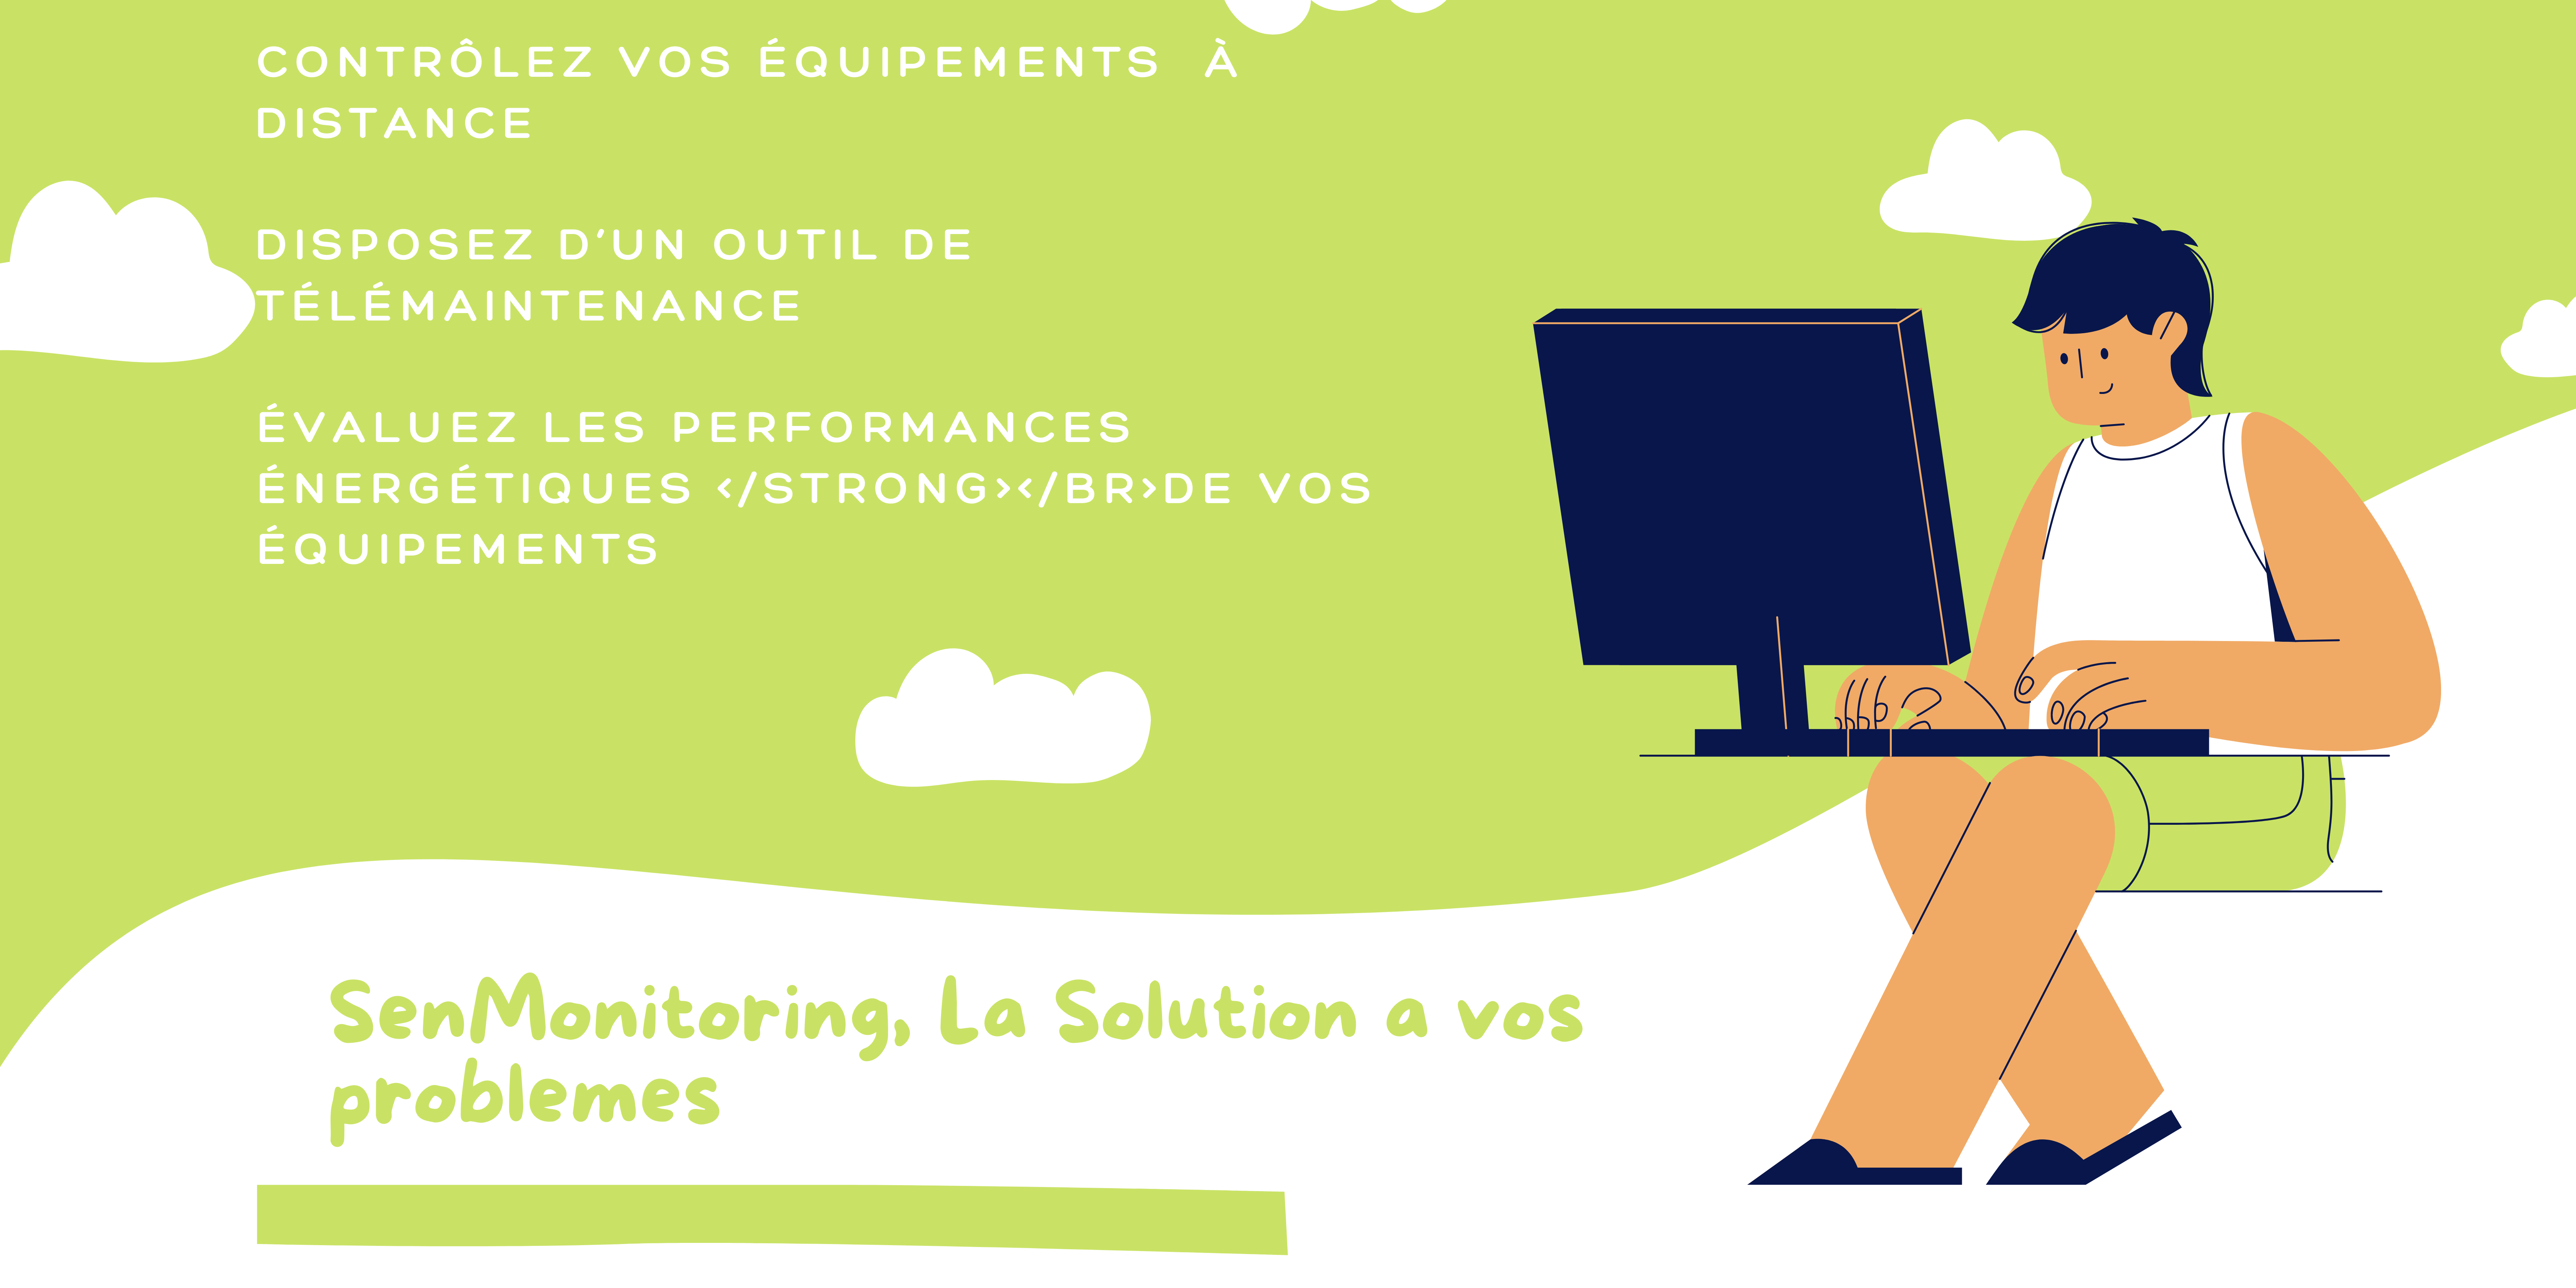 CONTRÔLEZ VOS ÉQUIPEMENTS À
DISTANCE
DISPOSEZ D'UN OUTIL DE
TÉLÉMAINTENANCE
ÉVALUEZ LES PERFORMANCES
ÉNERGÉTIQUES </STRONG></BR>DE VOS
ÉQUIPEMENTS
SenMonitoring, La Solution a vos
problemes